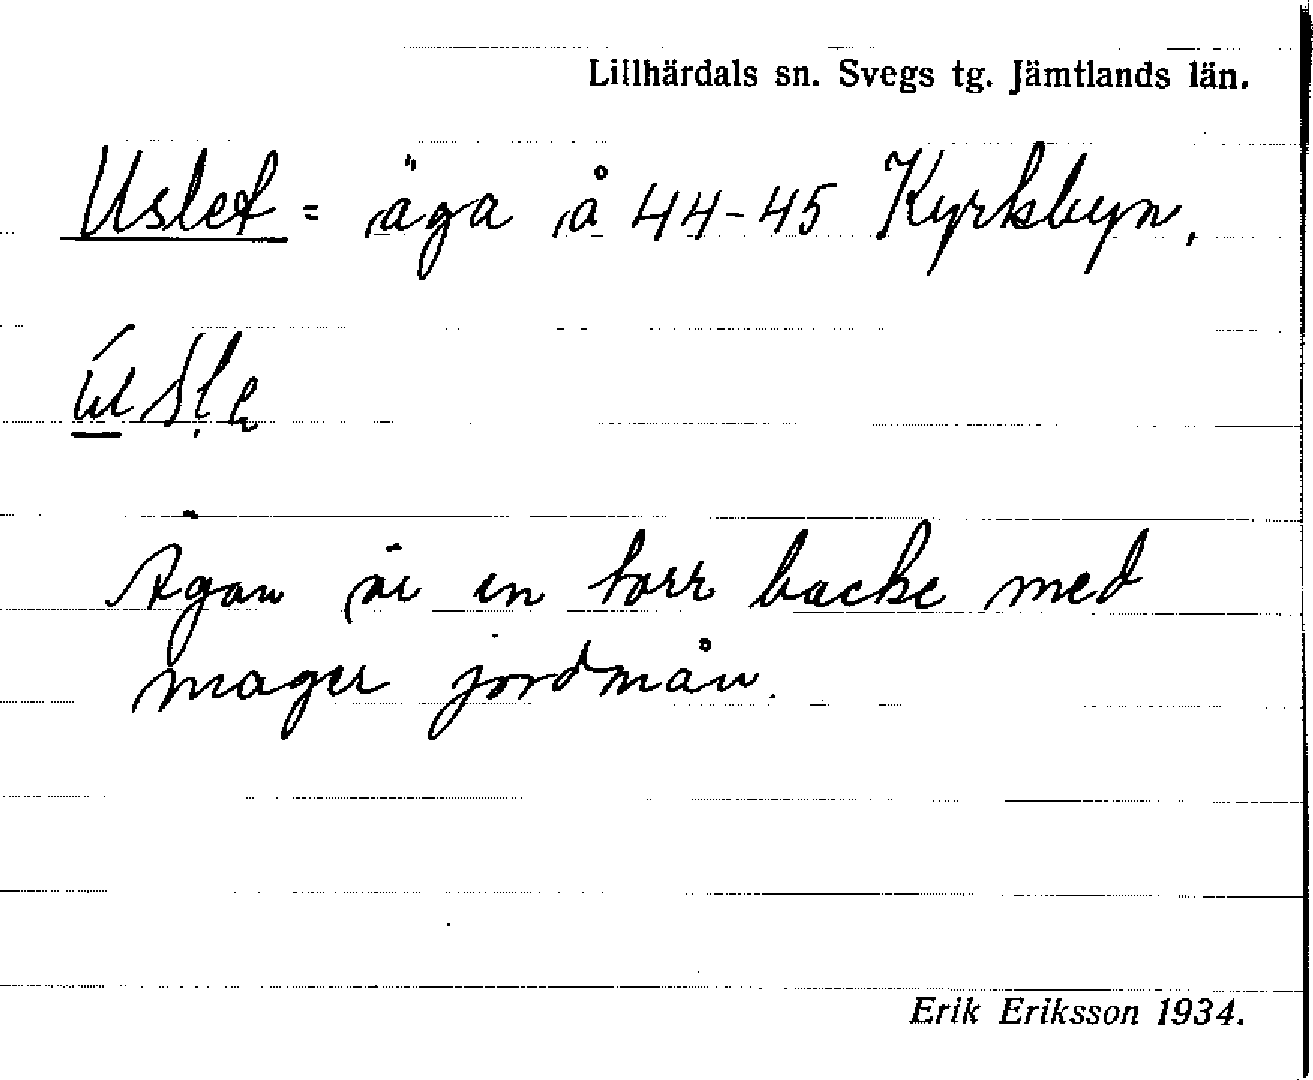 Lillhärdals sn. Svegs tg. Jämtlands län.
Uslet = äga å 44-45 Kyrkbyn.
Ägan är en torr backe med
mager jordmån.
Erik Eriksson 1934.